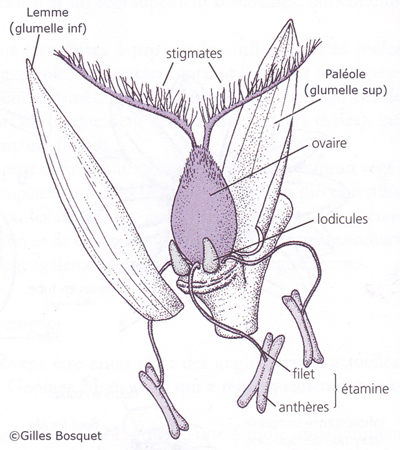 Lemme
(glumelle inf)
stigmates
Paléole
(glumelle sup)
ovaire
lodicules
filet
étamine
anthères
©Gilles Bosquet